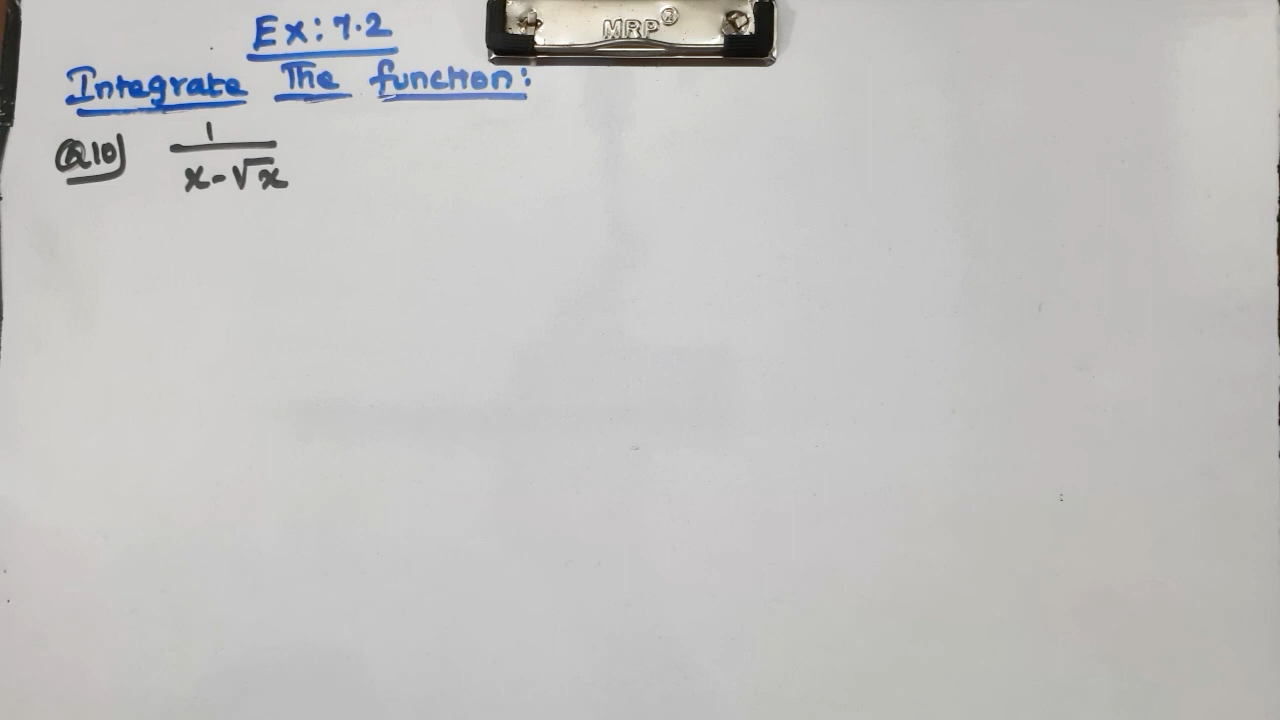 MRP®
Ex: 7.2
Integrate The function:
Q10) 1/(x-√x)